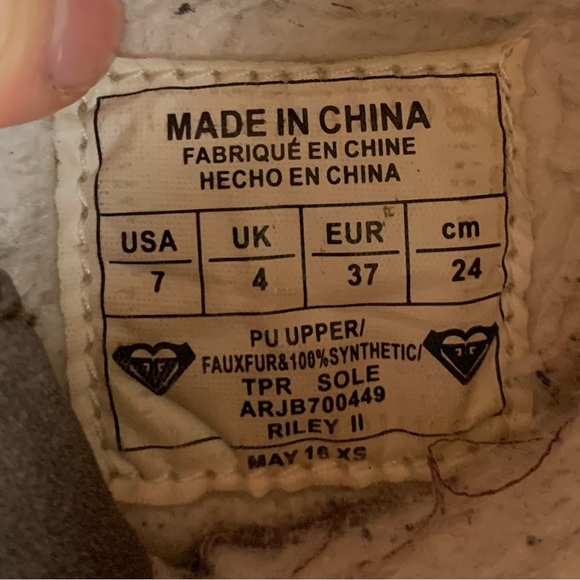 MADE IN CHINA
FABRIQUÉ EN CHINE
HECHO EN CHINA
USA UK EUR cm
7 4 37 24
PU UPPER/
FAUXFUR&100%SYNTHETIC/
TPR SOLE
ARJB700449
RILEY II
MAY 16 XS